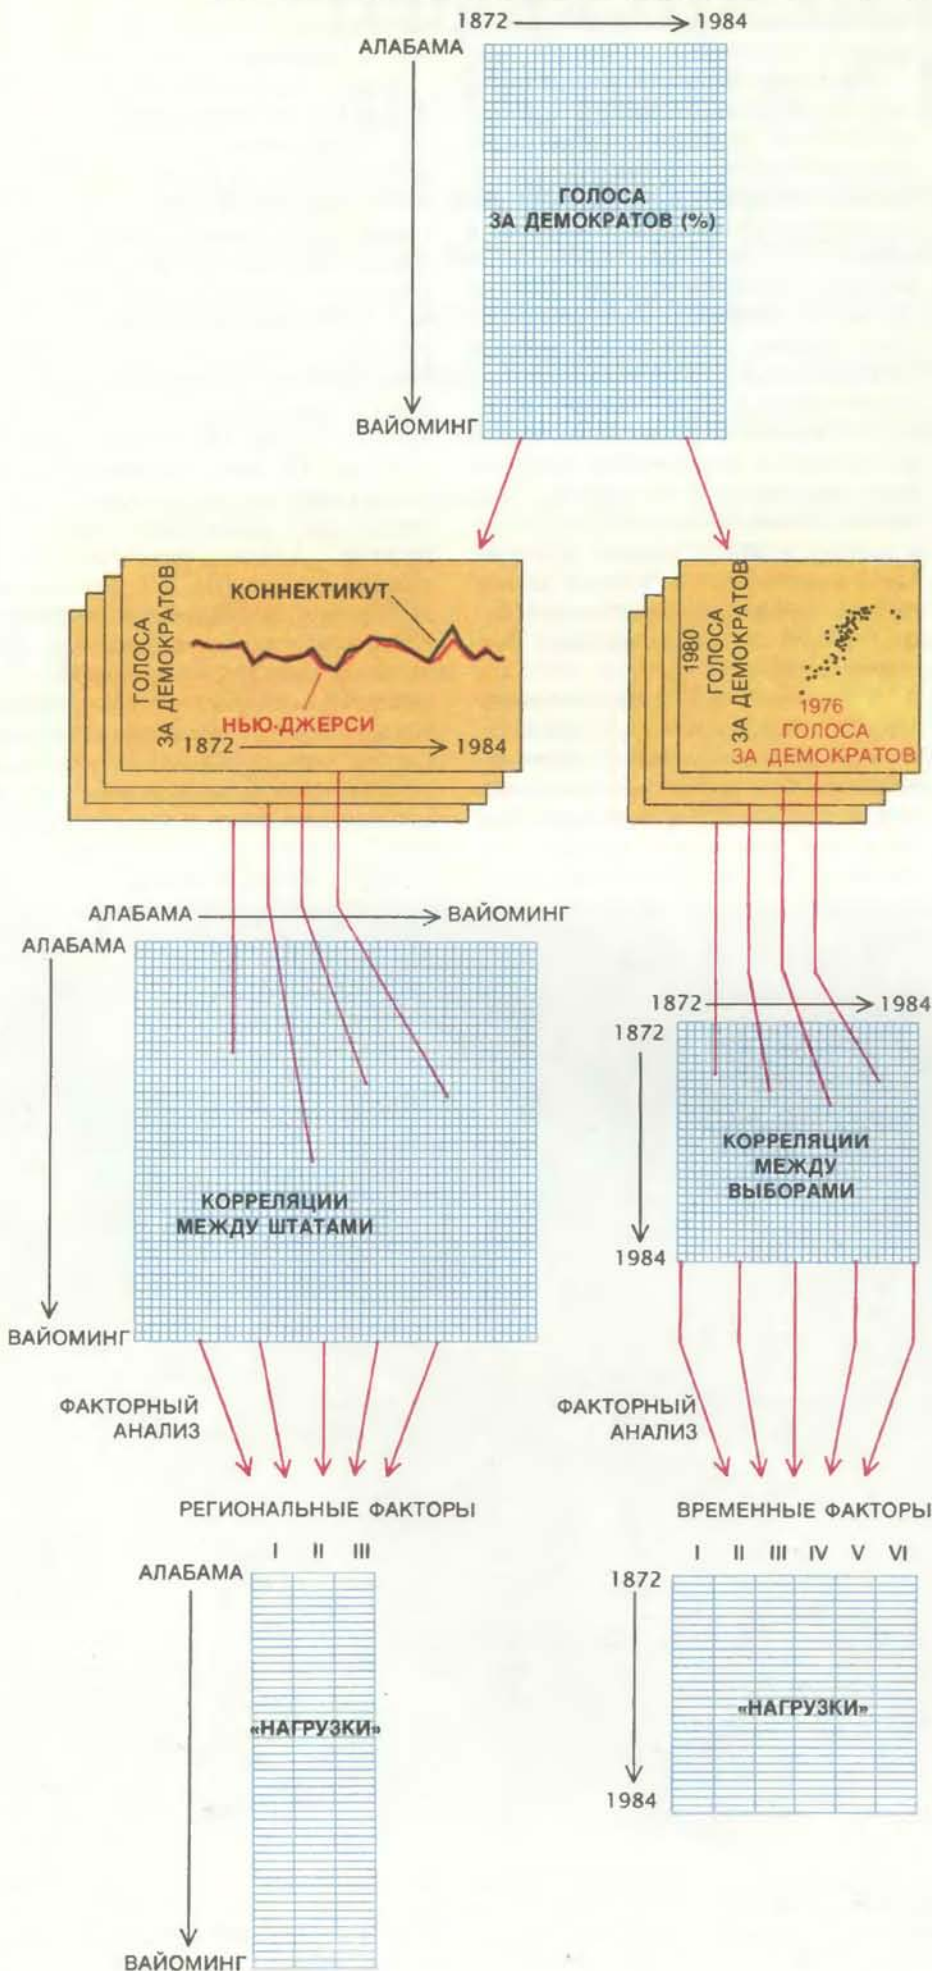 1872 → 1984
АЛАБАМА
ГОЛОСА
ЗА ДЕМОКРАТОВ (%)
ВАЙОМИНГ
КОННЕКТИКУТ
ГОЛОСА
ЗА ДЕМОКРАТОВ
НЬЮ-ДЖЕРСИ
1872 → 1984
1980
ГОЛОСА
ЗА ДЕМОКРАТОВ
1976
ГОЛОСА
ЗА ДЕМОКРАТОВ
АЛАБАМА → ВАЙОМИНГ
АЛАБАМА
КОРРЕЛЯЦИИ
МЕЖДУ ШТАТАМИ
ВАЙОМИНГ
1872 → 1984
1872
КОРРЕЛЯЦИИ
МЕЖДУ
ВЫБОРАМИ
1984
ФАКТОРНЫЙ
АНАЛИЗ
ФАКТОРНЫЙ
АНАЛИЗ
РЕГИОНАЛЬНЫЕ ФАКТОРЫ
I II III
АЛАБАМА
«НАГРУЗКИ»
ВАЙОМИНГ
ВРЕМЕННЫЕ ФАКТОРЫ
I II III IV V VI
1872
«НАГРУЗКИ»
1984